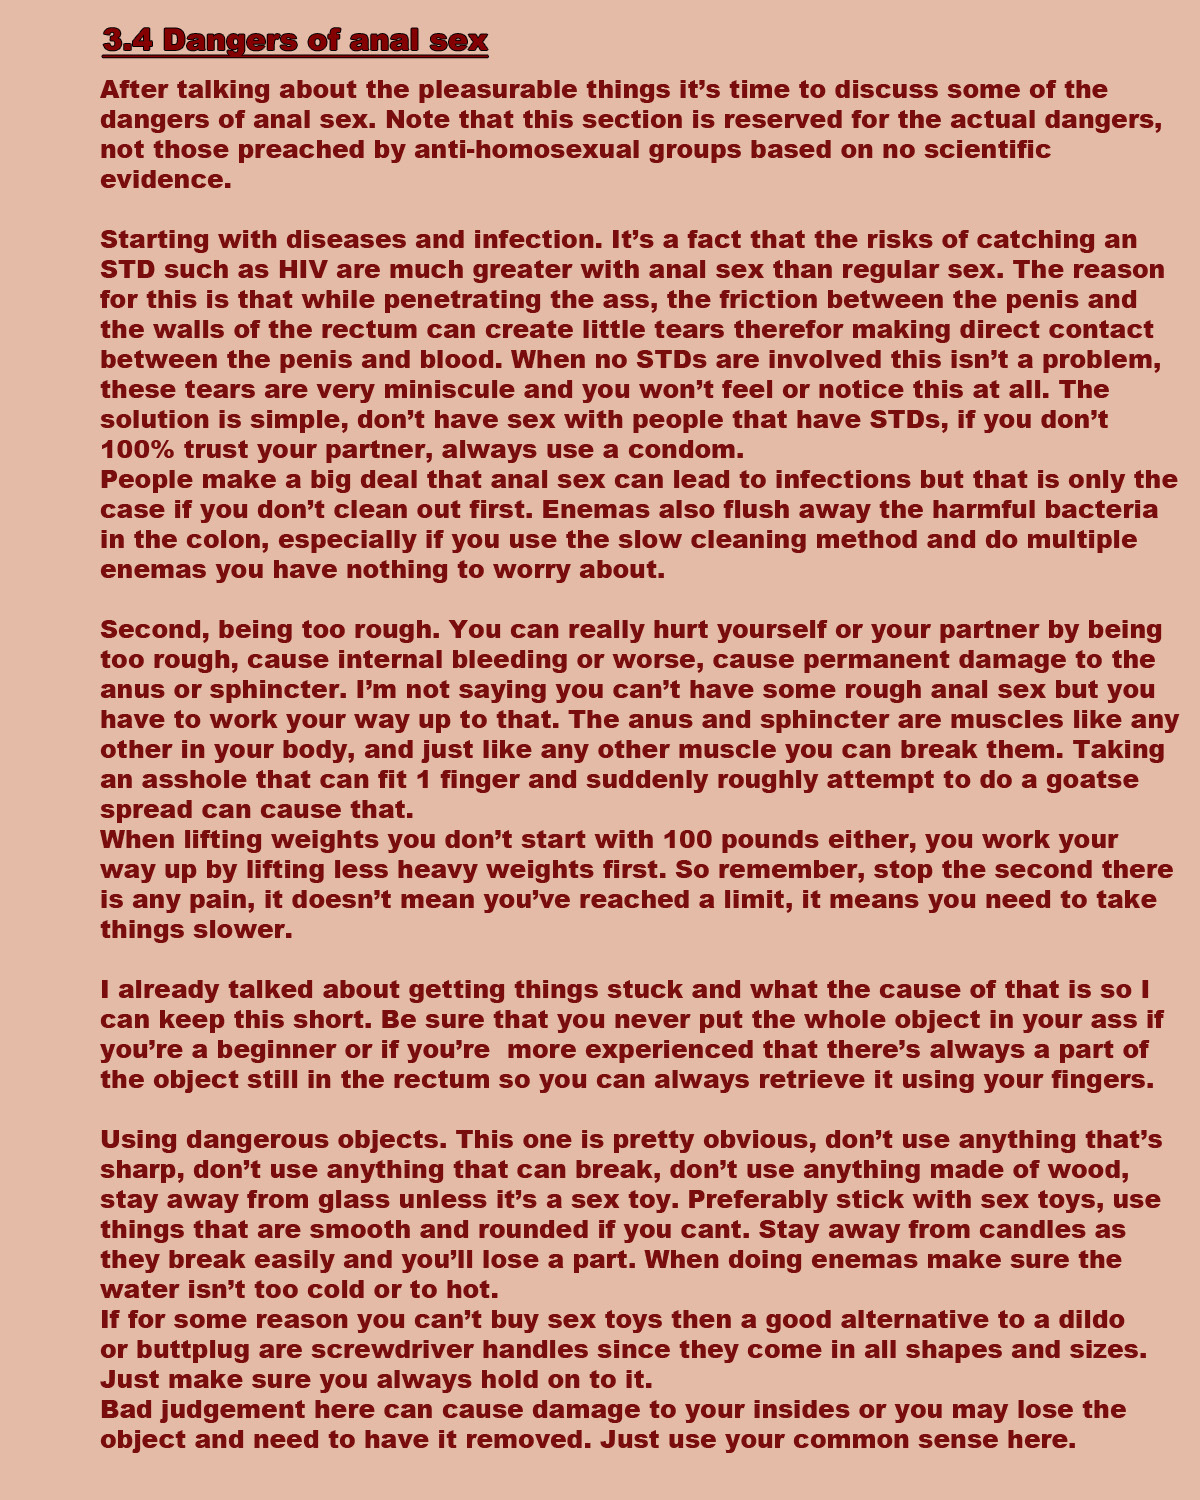 3.4 Dangers of anal sex
After talking about the pleasurable things it's time to discuss some of the
dangers of anal sex. Note that this section is reserved for the actual dangers,
not those preached by anti-homosexual groups based on no scientific
evidence.
Starting with diseases and infection. It's a fact that the risks of catching an
STD such as HIV are much greater with anal sex than regular sex. The reason
for this is that while penetrating the ass, the friction between the penis and
the walls of the rectum can create little tears therefor making direct contact
between the penis and blood. When no STDs are involved this isn't a problem,
these tears are very miniscule and you won't feel or notice this at all. The
solution is simple, don't have sex with people that have STDs, if you don't
100% trust your partner, always use a condom.
People make a big deal that anal sex can lead to infections but that is only the
case if you don't clean out first. Enemas also flush away the harmful bacteria
in the colon, especially if you use the slow cleaning method and do multiple
enemas you have nothing to worry about.
Second, being too rough. You can really hurt yourself or your partner by being
too rough, cause internal bleeding or worse, cause permanent damage to the
anus or sphincter. I'm not saying you can't have some rough anal sex but you
have to work your way up to that. The anus and sphincter are muscles like any
other in your body, and just like any other muscle you can break them. Taking
an asshole that can fit 1 finger and suddenly roughly attempt to do a goatse
spread can cause that.
When lifting weights you don't start with 100 pounds either, you work your
way up by lifting less heavy weights first. So remember, stop the second there
is any pain, it doesn't mean you've reached a limit, it means you need to take
things slower.
I already talked about getting things stuck and what the cause of that is so I
can keep this short. Be sure that you never put the whole object in your ass if
you're a beginner or if you're  more experienced that there's always a part of
the object still in the rectum so you can always retrieve it using your fingers.
Using dangerous objects. This one is pretty obvious, don't use anything that's
sharp, don't use anything that can break, don't use anything made of wood,
stay away from glass unless it's a sex toy. Preferably stick with sex toys, use
things that are smooth and rounded if you cant. Stay away from candles as
they break easily and you'll lose a part. When doing enemas make sure the
water isn't too cold or to hot.
If for some reason you can't buy sex toys then a good alternative to a dildo
or buttplug are screwdriver handles since they come in all shapes and sizes.
Just make sure you always hold on to it.
Bad judgement here can cause damage to your insides or you may lose the
object and need to have it removed. Just use your common sense here.